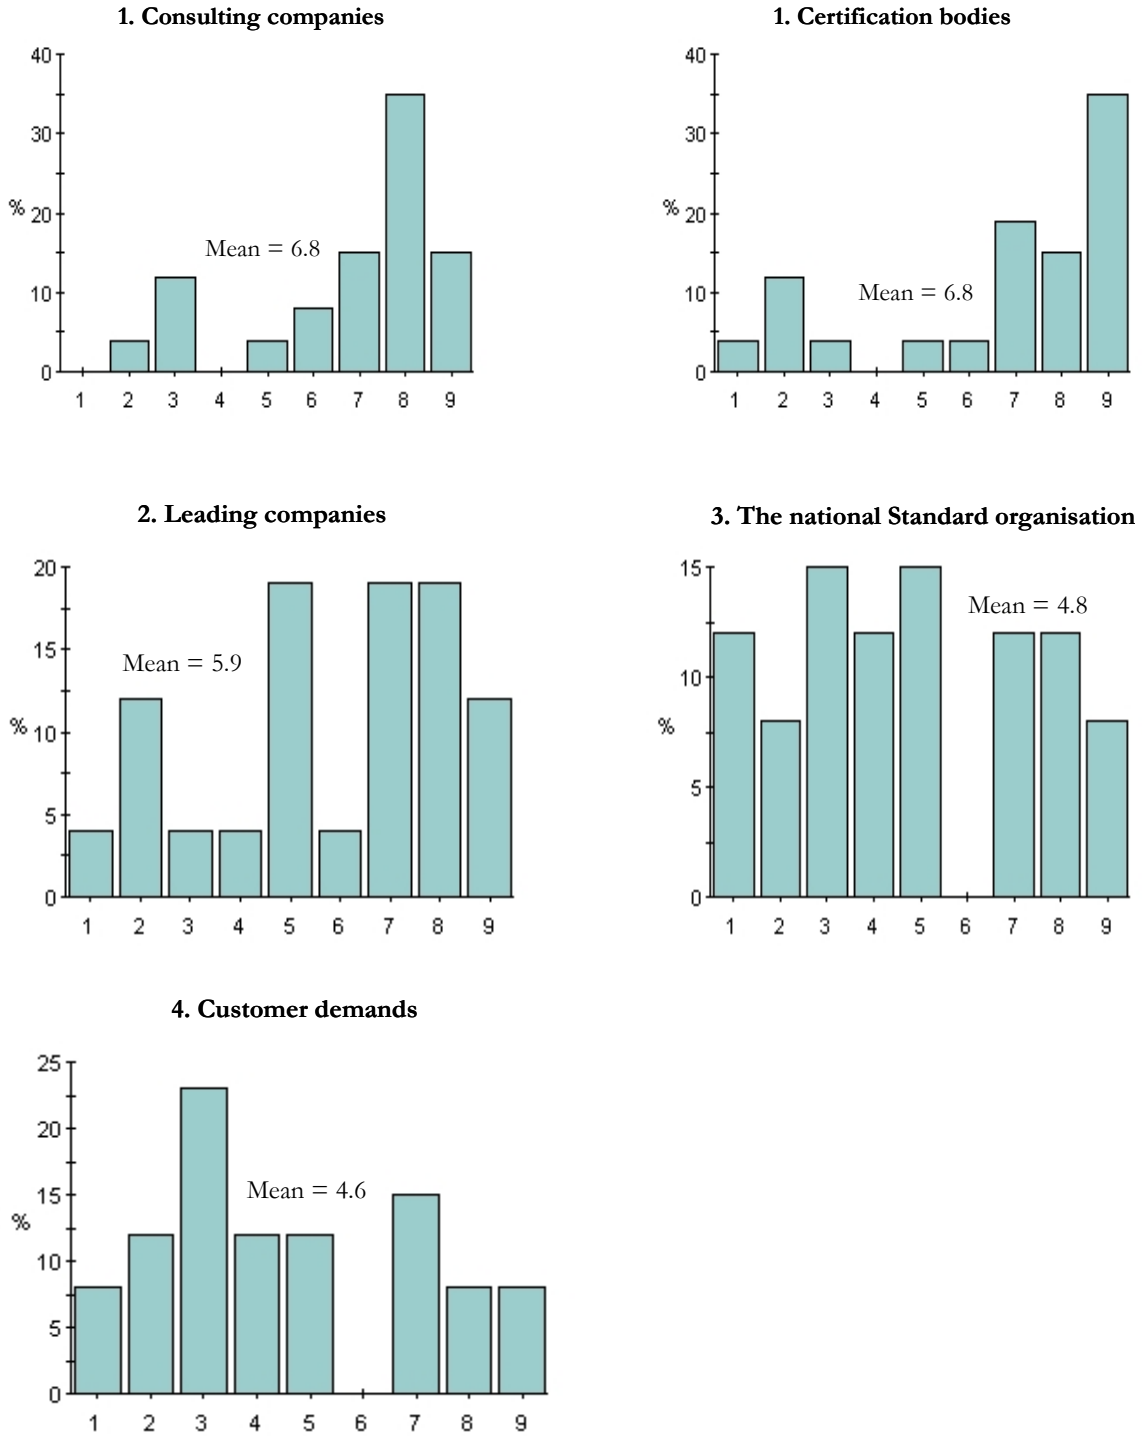 1. Consulting companies
40
30
% 20
Mean = 6.8
10
0
1 2 3 4 5 6 7 8 9
1. Certification bodies
40
30
% 20
10
Mean = 6.8
0
1 2 3 4 5 6 7 8 9
2. Leading companies
20
15
Mean = 5.9
% 10
5
0
1 2 3 4 5 6 7 8 9
3. The national Standard organisation
15
Mean = 4.8
10
%
5
0
1 2 3 4 5 6 7 8 9
4. Customer demands
25
20
15
Mean = 4.6
%
10
5
0
1 2 3 4 5 6 7 8 9